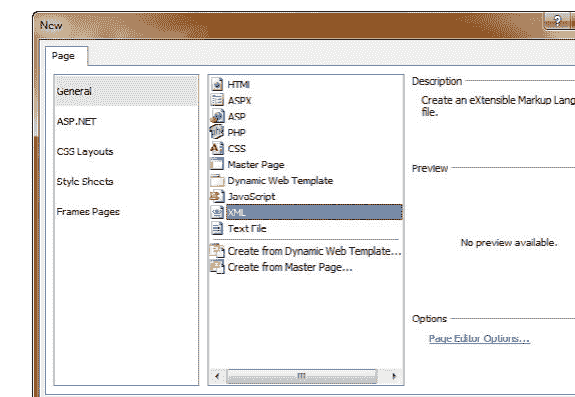 New
?
Page
General
ASP.NET
CSS Layouts
Style Sheets
Frames Pages
HTML
ASPX
ASP
PHP
CSS
Master Page
Dynamic Web Template
JavaScript
XML
Text File
Create from Dynamic Web Template...
Create from Master Page...
Description
Create an eXtensible Markup Lang
file.
Preview
No preview available.
Options
Page Editor Options...